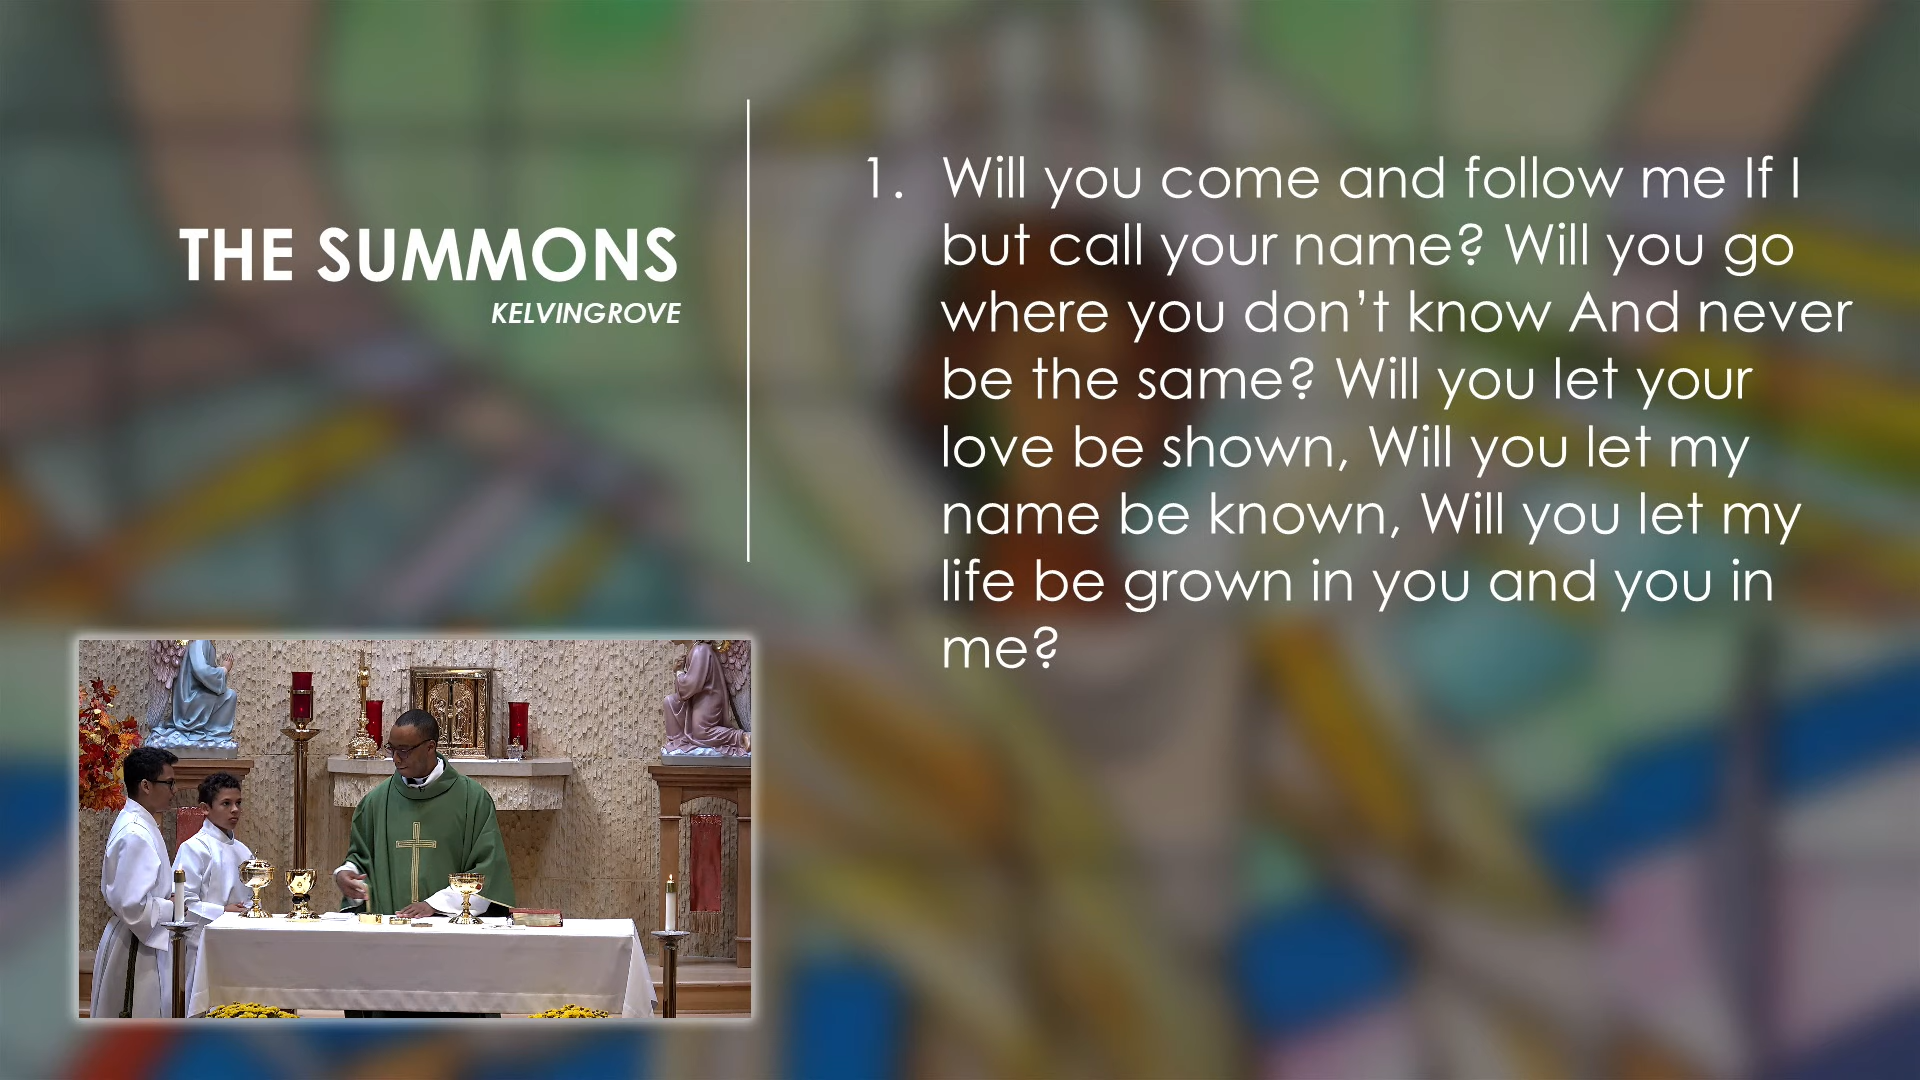 THE SUMMONS
KELVINGROVE
1. Will you come and follow me If I
but call your name? Will you go
where you don’t know And never
be the same? Will you let your
love be shown, Will you let my
name be known, Will you let my
life be grown in you and you in
me?